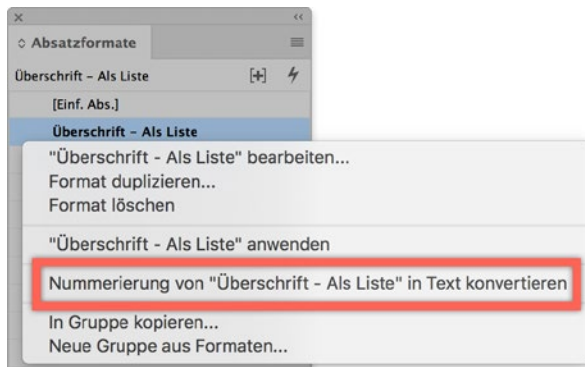 Absatzformate
Überschrift – Als Liste
[Einf. Abs.]
Überschrift – Als Liste
"Überschrift - Als Liste" bearbeiten...
Format duplizieren...
Format löschen
"Überschrift - Als Liste" anwenden
Nummerierung von "Überschrift - Als Liste" in Text konvertieren
In Gruppe kopieren...
Neue Gruppe aus Formaten...